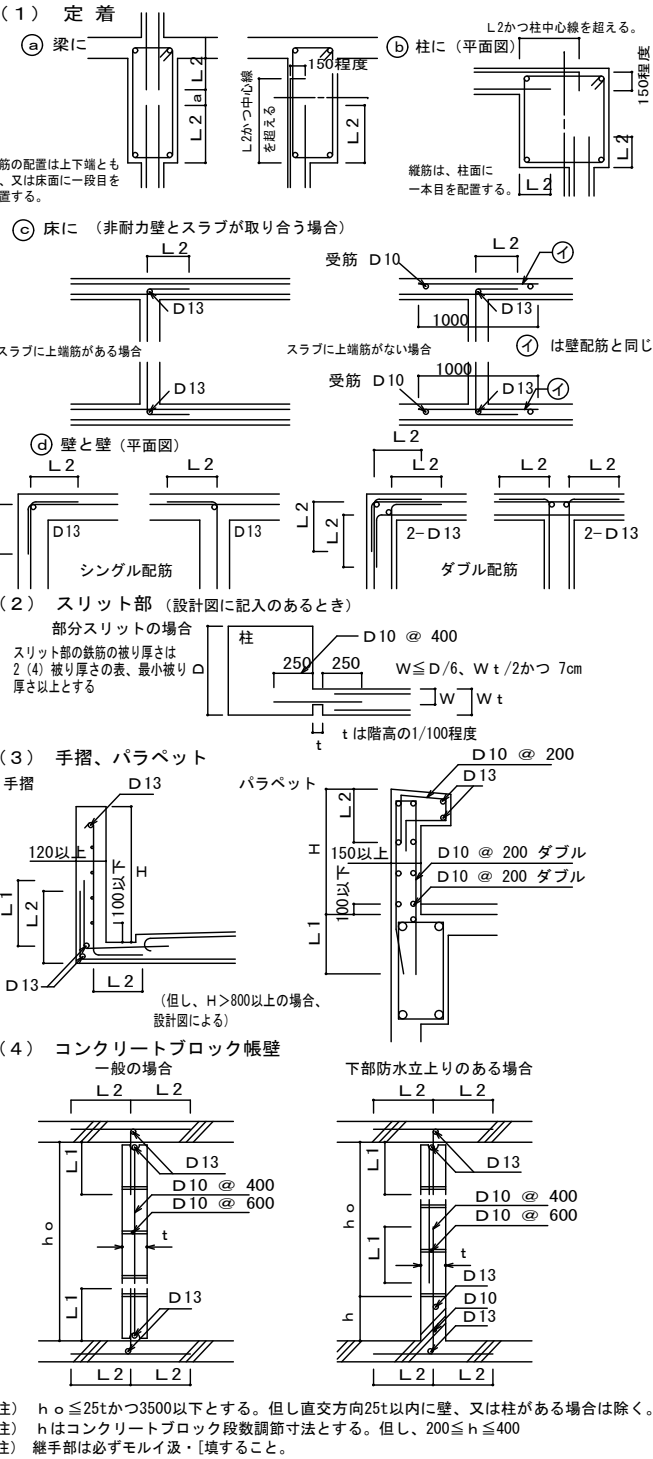 (1) 定 着
ⓐ 梁に
L2
a
L2
150程度
L2かつ中心線
を超える
L2
筋の配置は上下端とも
、又は床面に一段目を
置する。
ⓑ 柱に (平面図)
L2かつ柱中心線を超える。
150程度
L2
L2
縦筋は、柱面に
一本目を配置する。
ⓒ 床に (非耐力壁とスラブが取り合う場合)
L2
D13
スラブに上端筋がある場合
D13
受筋 D10
L2
イ
D13
1000
スラブに上端筋がない場合
イ は壁配筋と同じ
1000
受筋 D10
D13
イ
ⓓ 壁と壁 (平面図)
L2
D13
L2
D13
シングル配筋
L2
L2
L2
L2
2-D13
L2
L2
2-D13
ダブル配筋
(2) スリット部 (設計図に記入のあるとき)
部分スリットの場合
スリット部の鉄筋の被り厚さは
2 (4) 被り厚さの表、最小被り
厚さ以上とする
D
柱
D10 @ 400
250
250
W≦D/6、Wt/2かつ 7cm
W
Wt
t
tは階高の1/100程度
(3) 手摺、パラペット
手摺
D13
120以上
H
100以下
L1
L2
D13
L2
(但し、H>800以上の場合、
設計図による)
パラペット
D10 @ 200
D13
L2
H
150以上
D10 @ 200 ダブル
D10 @ 200 ダブル
100以下
L1
(4) コンクリートブロック帳壁
一般の場合
L2
L2
L1
D13
D10 @ 400
D10 @ 600
ho
t
L1
D13
L2
L2
下部防水立上りのある場合
L2
L2
L1
D13
ho
D10 @ 400
D10 @ 600
L1
t
D13
D10
D13
h
L2
L2
注) ho≦25tかつ3500以下とする。但し直交方向25t以内に壁、又は柱がある場合は除く。
注) hはコンクリートブロック段数調節寸法とする。但し、200≦h≦400
注) 継手部は必ずモルイ汲・[填すること。